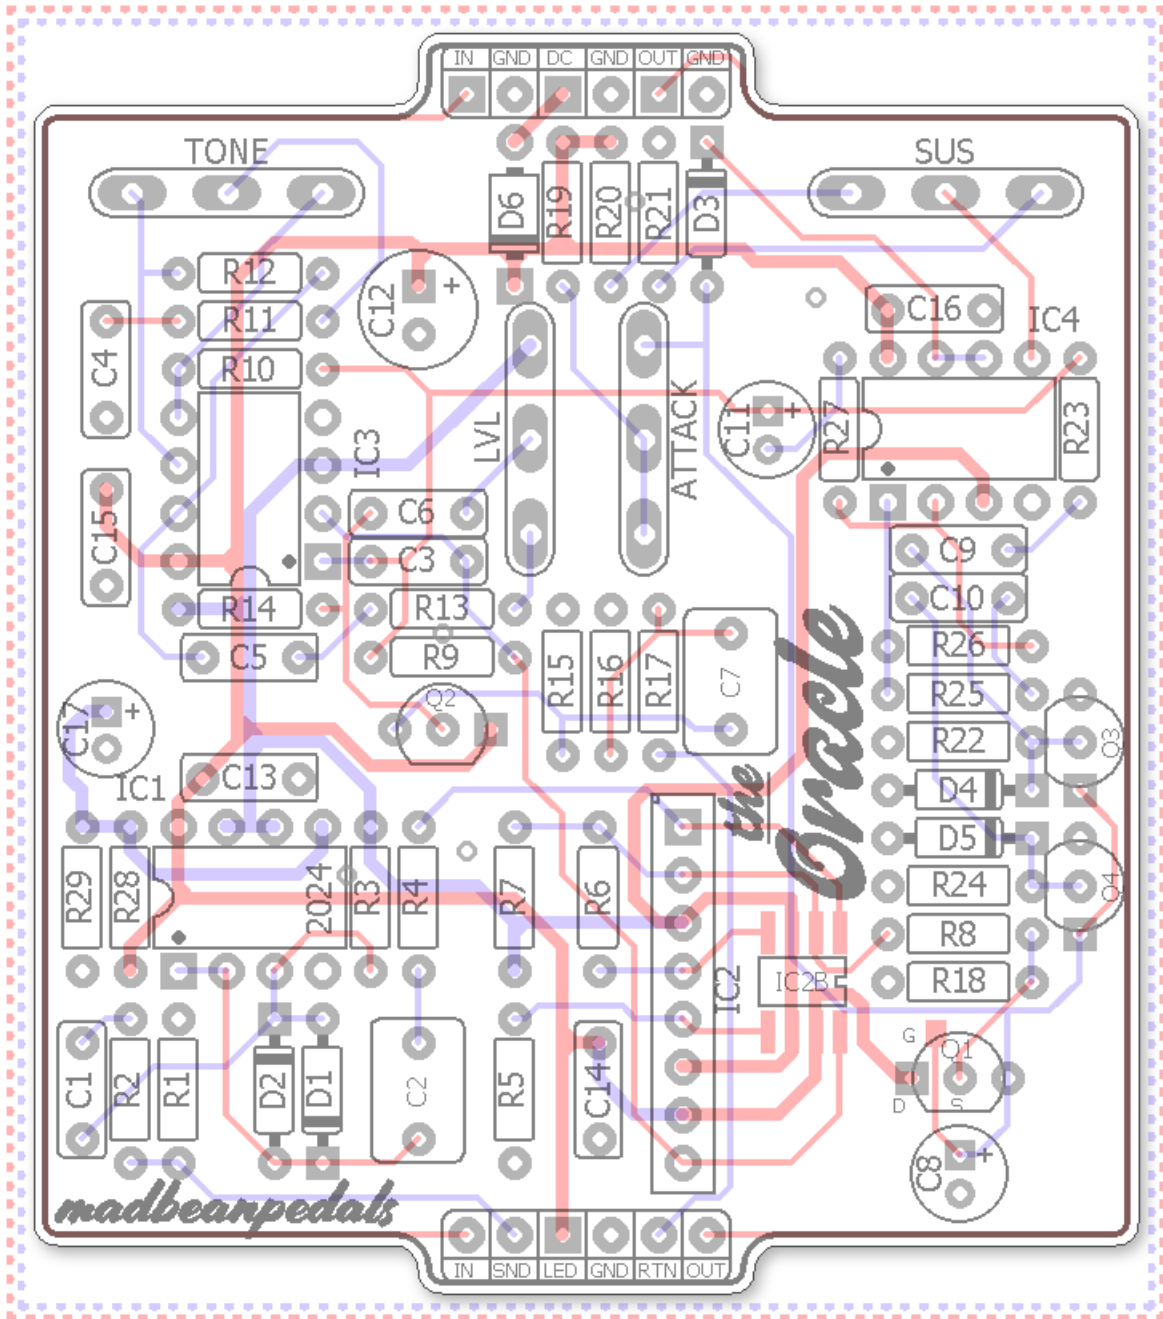 IN GND DC GND OUT GND
TONE
SUS
D6 R19 R20 R21 D3
R12
C12 +
R11
C16
IC4
C4
R10
LVL
ATTACK
C11 +
R27
R23
IC3
C15
C6
C3
C9
C10
R14
R13
C5
R9
R26
R15 R16 R17
C7
R25
C17 +
Q2
R22
Q3
IC1
C13
D4
the
Oracle
D5
R29 R28
2024
R3 R4 R7 R6
R24
Q4
R8
IC2
IC2B
R18
G
Q1
D
S
C1 R2 R1 D2 D1
C2
R5 C14
C8 +
madbeanpedals
IN SND LED GND RTN OUT